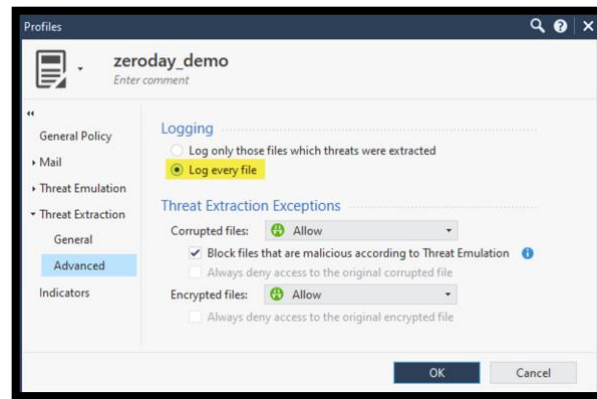 Profiles
zeroday_demo
Enter comment
General Policy
Mail
Threat Emulation
Threat Extraction
General
Advanced
Indicators
Logging
Log only those files which threats were extracted
Log every file
Threat Extraction Exceptions
Corrupted files: Allow
Block files that are malicious according to Threat Emulation
Always deny access to the original corrupted file
Encrypted files: Allow
Always deny access to the original encrypted file
OK Cancel